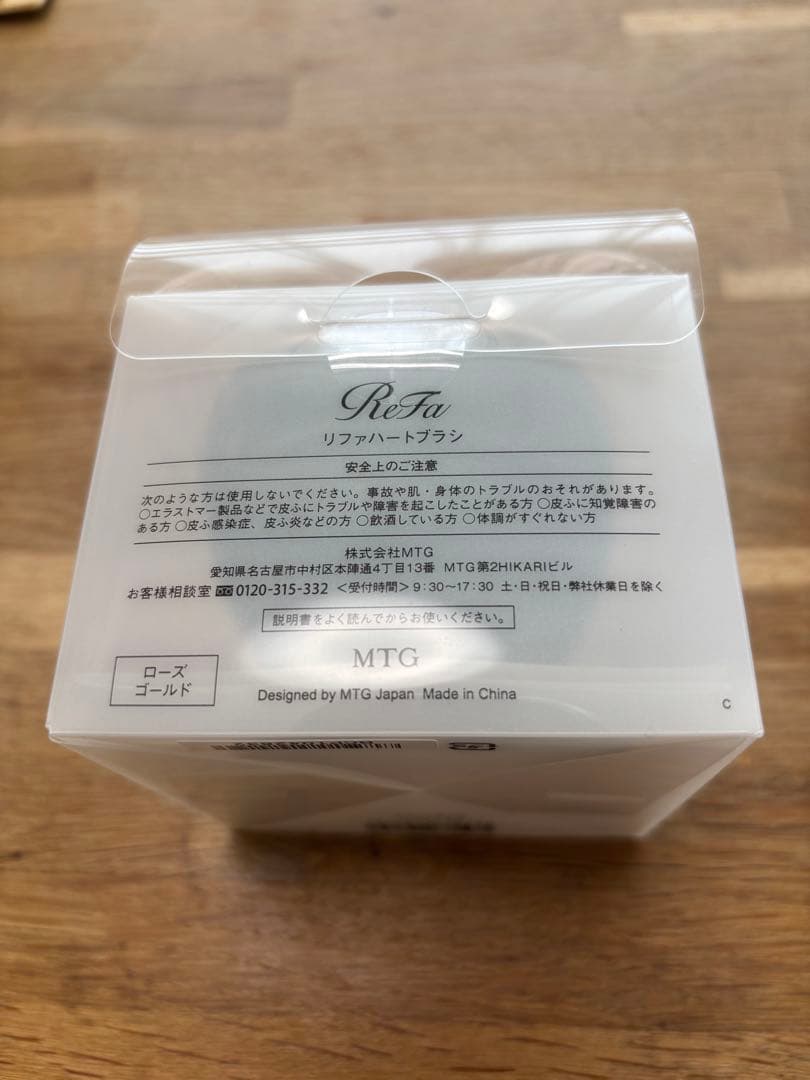 ReFa
リファハートブラシ
安全上のご注意
次のような方は使用しないでください。事故や肌・身体のトラブルのおそれがあります。
○エラストマー製品などで皮ふにトラブルや障害を起こしたことがある方 ○皮ふに知覚障害の
ある方 ○皮ふ感染症、皮ふ炎などの方 ○飲酒している方 ○体調がすぐれない方
株式会社MTG
愛知県名古屋市中村区本陣通4丁目13番 MTG第2HIKARIビル
お客様相談室 0120-315-332 <受付時間> 9:30〜17:30 土・日・祝日・弊社休業日を除く
説明書をよく読んでからお使いください。
MTG
ローズ
ゴールド
Designed by MTG Japan Made in China
C